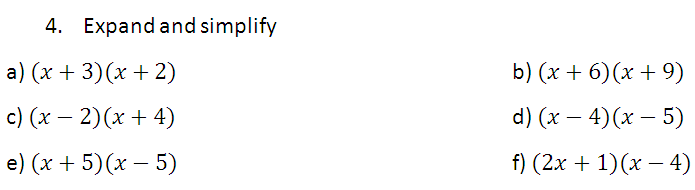 4. Expand and simplify
a) (x + 3)(x + 2) b) (x + 6)(x + 9)
c) (x − 2)(x + 4) d) (x − 4)(x − 5)
e) (x + 5)(x − 5) f) (2x + 1)(x − 4)